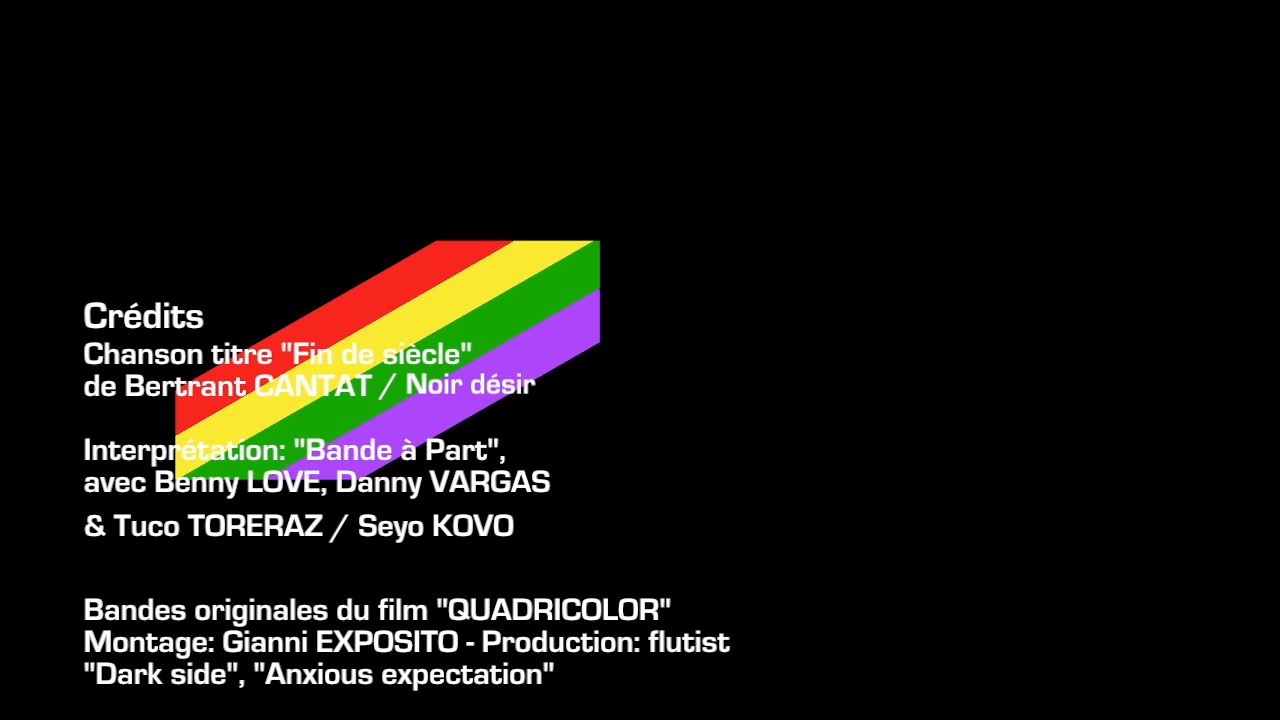 Crédits
Chanson titre "Fin de siècle"
de Bertrant CANTAT / Noir désir
Interprétation: "Bande à Part",
avec Benny LOVE, Danny VARGAS
& Tuco TORERAZ / Seyo KOVO
Bandes originales du film "QUADRICOLOR"
Montage: Gianni EXPOSITO - Production: flutist
"Dark side", "Anxious expectation"